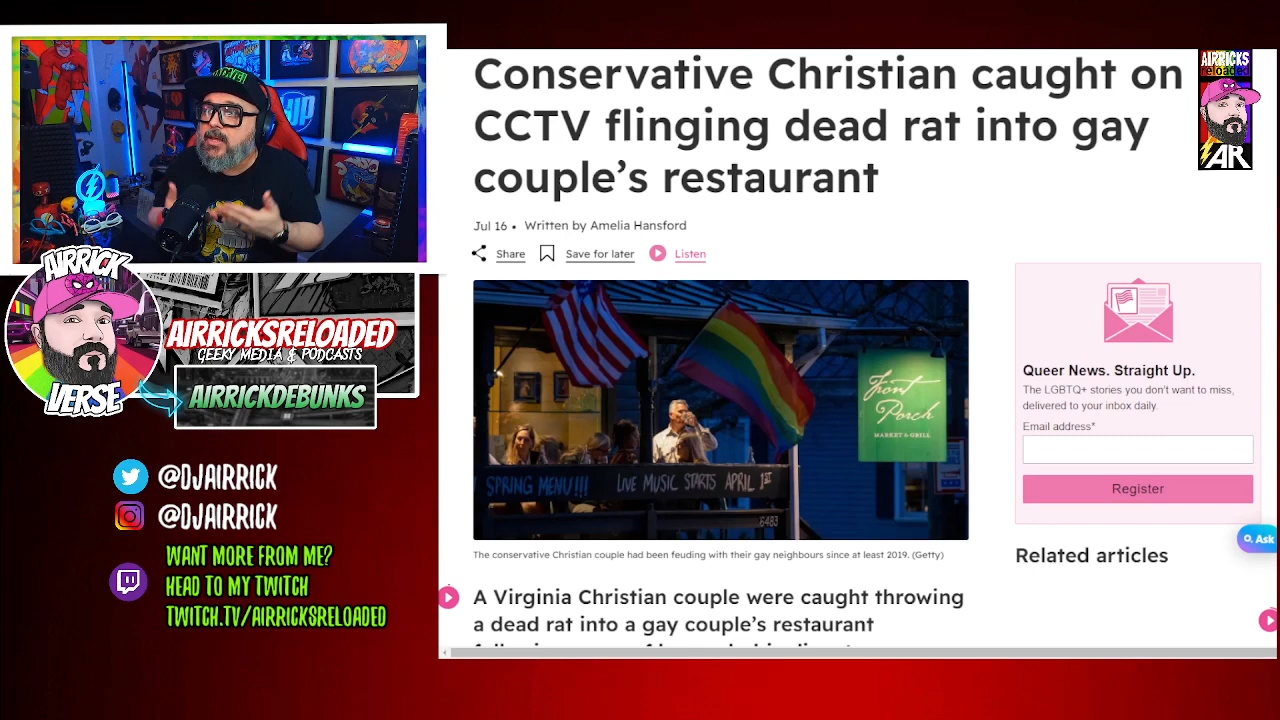 Conservative Christian caught on
CCTV flinging dead rat into gay
couple's restaurant
Jul 16 • Written by Amelia Hansford
Share
Save for later
Listen
Front
Porch
MARKET & GRILL
SPRING MENU!!!
LIVE MUSIC STARTS APRIL 1ST
6483
The conservative Christian couple had been feuding with their gay neighbours since at least 2019. (Getty)
A Virginia Christian couple were caught throwing
a dead rat into a gay couple's restaurant
Queer News. Straight Up.
The LGBTQ+ stories you don't want to miss,
delivered to your inbox daily.
Email address*
Register
Ask
Related articles
AIRRICKS
reloaded
AR
AIRRICK
VERSE
AIRRICKSRELOADED
GEEKY MEDIA & PODCASTS
AIRRICKDEBUNKS
@DJAIRRICK
@DJAIRRICK
WANT MORE FROM ME?
HEAD TO MY TWITCH
TWITCH.TV/AIRRICKSRELOADED